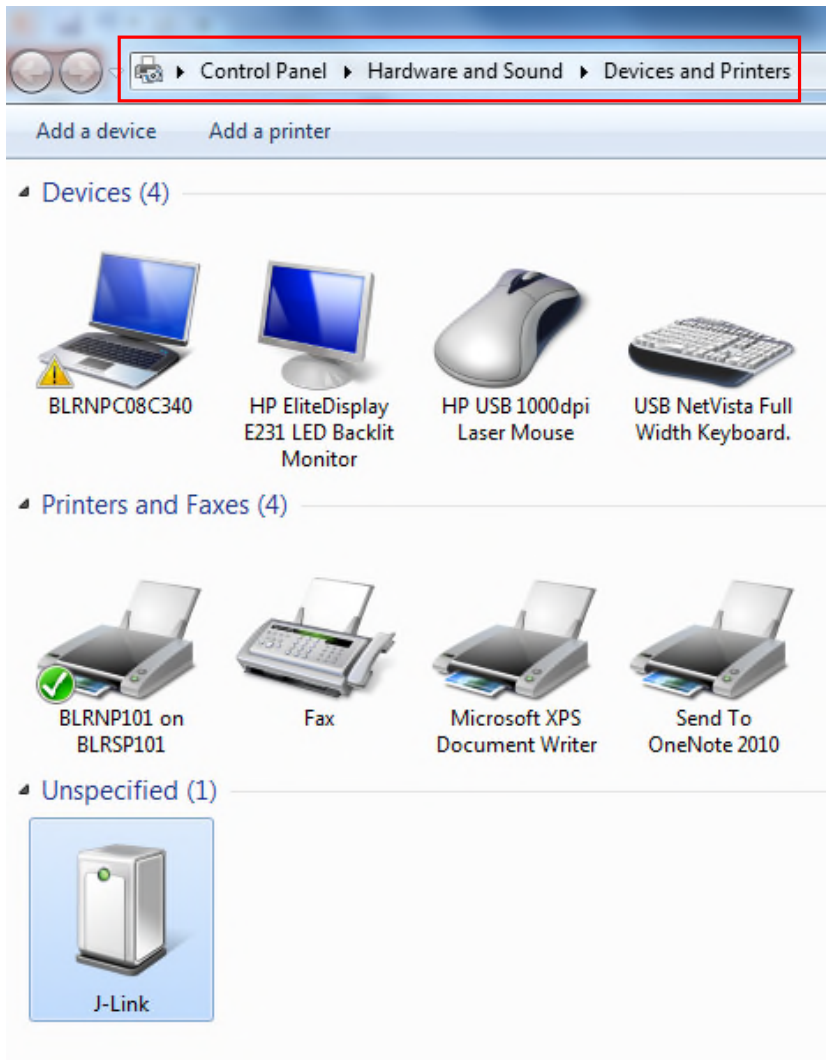 Control Panel ▸ Hardware and Sound ▸ Devices and Printers
Add a device Add a printer
Devices (4)
BLRNPC08C340
HP EliteDisplay
E231 LED Backlit
Monitor
HP USB 1000dpi
Laser Mouse
USB NetVista Full
Width Keyboard.
Printers and Faxes (4)
BLRNP101 on
BLRSP101
Fax
Microsoft XPS
Document Writer
Send To
OneNote 2010
Unspecified (1)
J-Link